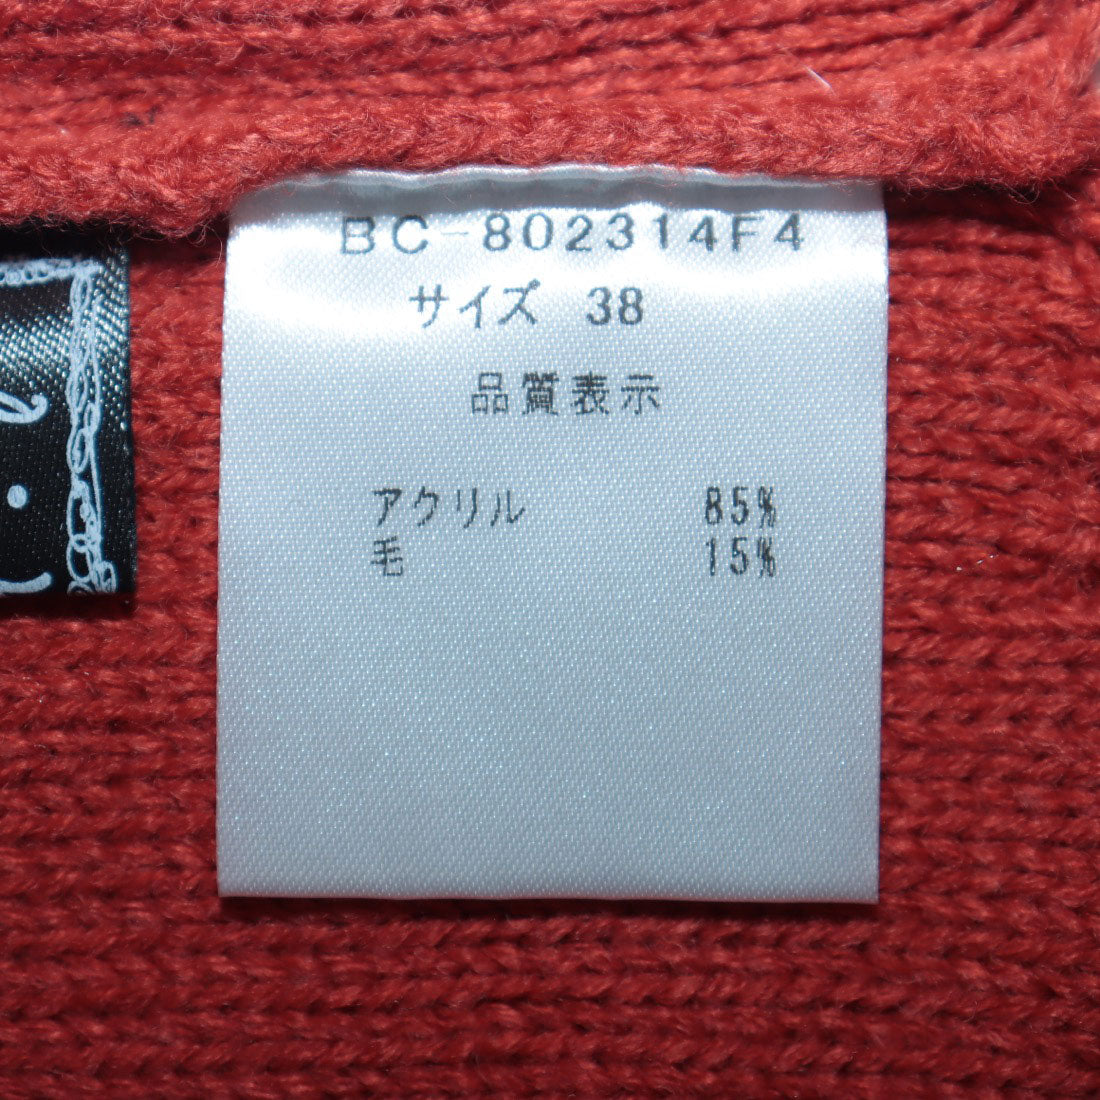 BC-802314F4
サイズ 38
品質表示
アクリル 85%
毛 15%